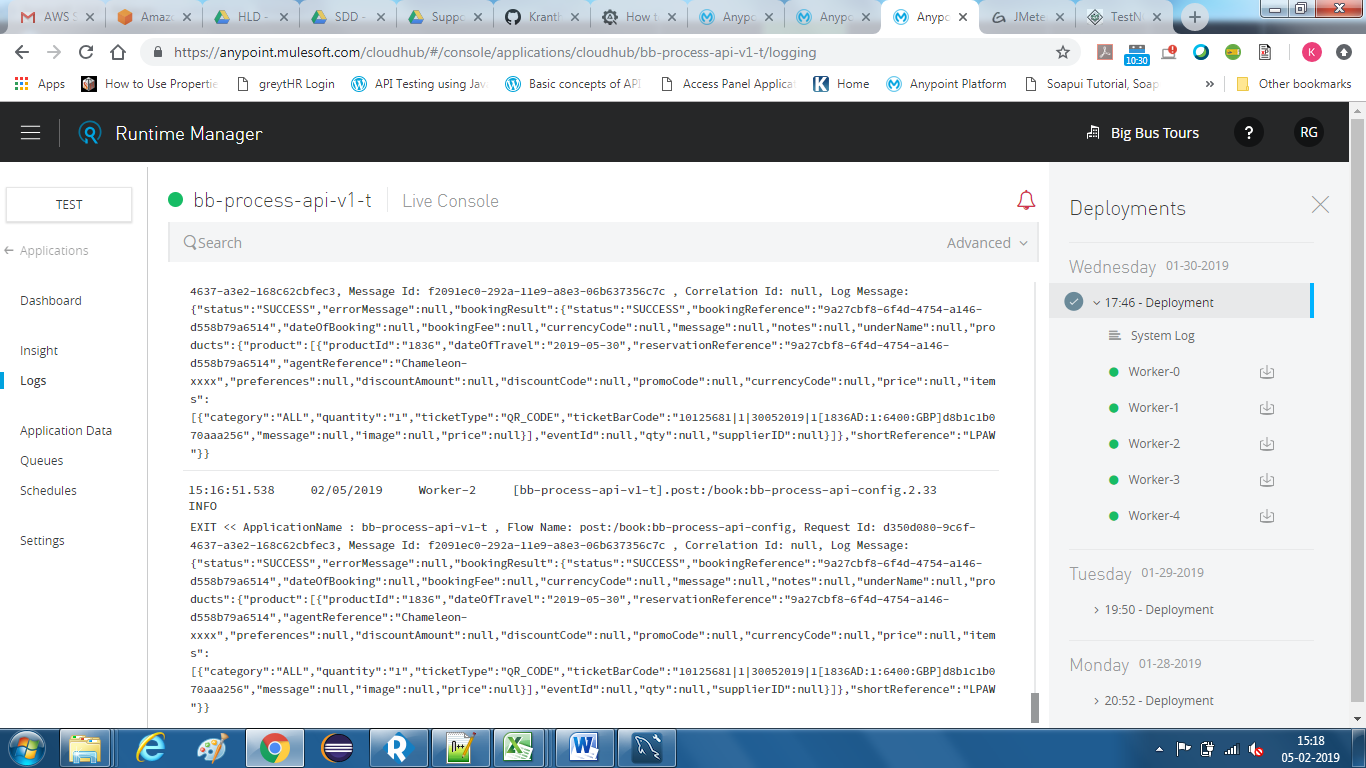 AWS S
Amaz
HLD -
SDD -
Suppo
Kranth
How t
Anypo
Anypo
Anypo
JMete
TestN
https://anypoint.mulesoft.com/cloudhub/#/console/applications/cloudhub/bb-process-api-v1-t/logging
10:30
K
Apps
How to Use Propertie
greytHR Login
API Testing using Jav
Basic concepts of API
Access Panel Applicat
Home
Anypoint Platform
Soapui Tutorial, Soap
»
Other bookmarks
Runtime Manager
Big Bus Tours
?
RG
TEST
Applications
Dashboard
Insight
Logs
Application Data
Queues
Schedules
Settings
bb-process-api-v1-t
Live Console
Search
Advanced
4637-a3e2-168c62cbfec3, Message Id: f2091ec0-292a-11e9-a8e3-06b637356c7c , Correlation Id: null, Log Message:
{"status":"SUCCESS","errorMessage":null,"bookingResult":{"status":"SUCCESS","bookingReference":"9a27cbf8-6f4d-4754-a146-
d558b79a6514","dateOfBooking":null,"bookingFee":null,"currencyCode":null,"message":null,"notes":null,"underName":null,"pro
ducts":{"product":[{"productId":"1836","dateOfTravel":"2019-05-30","reservationReference":"9a27cbf8-6f4d-4754-a146-
d558b79a6514","agentReference":"Chameleon-
xxxx","preferences":null,"discountAmount":null,"discountCode":null,"promoCode":null,"currencyCode":null,"price":null,"item
s":
[{"category":"ALL","quantity":"1","ticketType":"QR_CODE","ticketBarCode":"10125681|1|30052019|1[1836AD:1:6400:GBP]d8b1c1b0
70aaa256","message":null,"image":null,"price":null}],"eventId":null,"qty":null,"supplierID":null}]},"shortReference":"LPAW
"}}
15:16:51.538 02/05/2019 Worker-2 [bb-process-api-v1-t].post:/book:bb-process-api-config.2.33
INFO
EXIT << ApplicationName : bb-process-api-v1-t , Flow Name: post:/book:bb-process-api-config, Request Id: d350d080-9c6f-
4637-a3e2-168c62cbfec3, Message Id: f2091ec0-292a-11e9-a8e3-06b637356c7c , Correlation Id: null, Log Message:
{"status":"SUCCESS","errorMessage":null,"bookingResult":{"status":"SUCCESS","bookingReference":"9a27cbf8-6f4d-4754-a146-
d558b79a6514","dateOfBooking":null,"bookingFee":null,"currencyCode":null,"message":null,"notes":null,"underName":null,"pro
ducts":{"product":[{"productId":"1836","dateOfTravel":"2019-05-30","reservationReference":"9a27cbf8-6f4d-4754-a146-
d558b79a6514","agentReference":"Chameleon-
xxxx","preferences":null,"discountAmount":null,"discountCode":null,"promoCode":null,"currencyCode":null,"price":null,"item
s":
[{"category":"ALL","quantity":"1","ticketType":"QR_CODE","ticketBarCode":"10125681|1|30052019|1[1836AD:1:6400:GBP]d8b1c1b0
70aaa256","message":null,"image":null,"price":null}],"eventId":null,"qty":null,"supplierID":null}]},"shortReference":"LPAW
"}}
Deployments
Wednesday 01-30-2019
17:46 - Deployment
System Log
Worker-0
Worker-1
Worker-2
Worker-3
Worker-4
Tuesday 01-29-2019
19:50 - Deployment
Monday 01-28-2019
20:52 - Deployment
15:18
05-02-2019